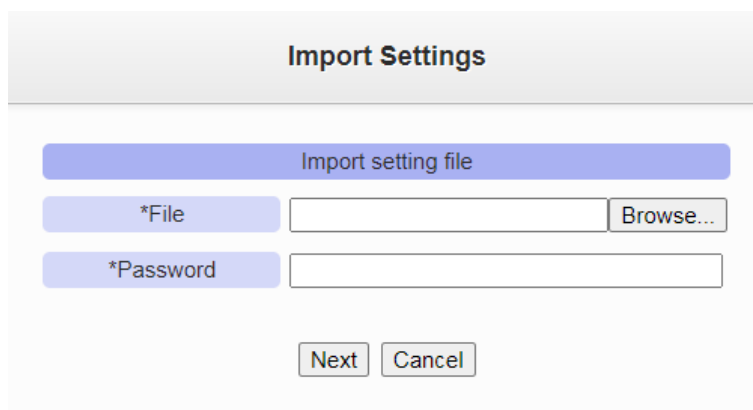 Import Settings
Import setting file
*File Browse...
*Password
Next Cancel